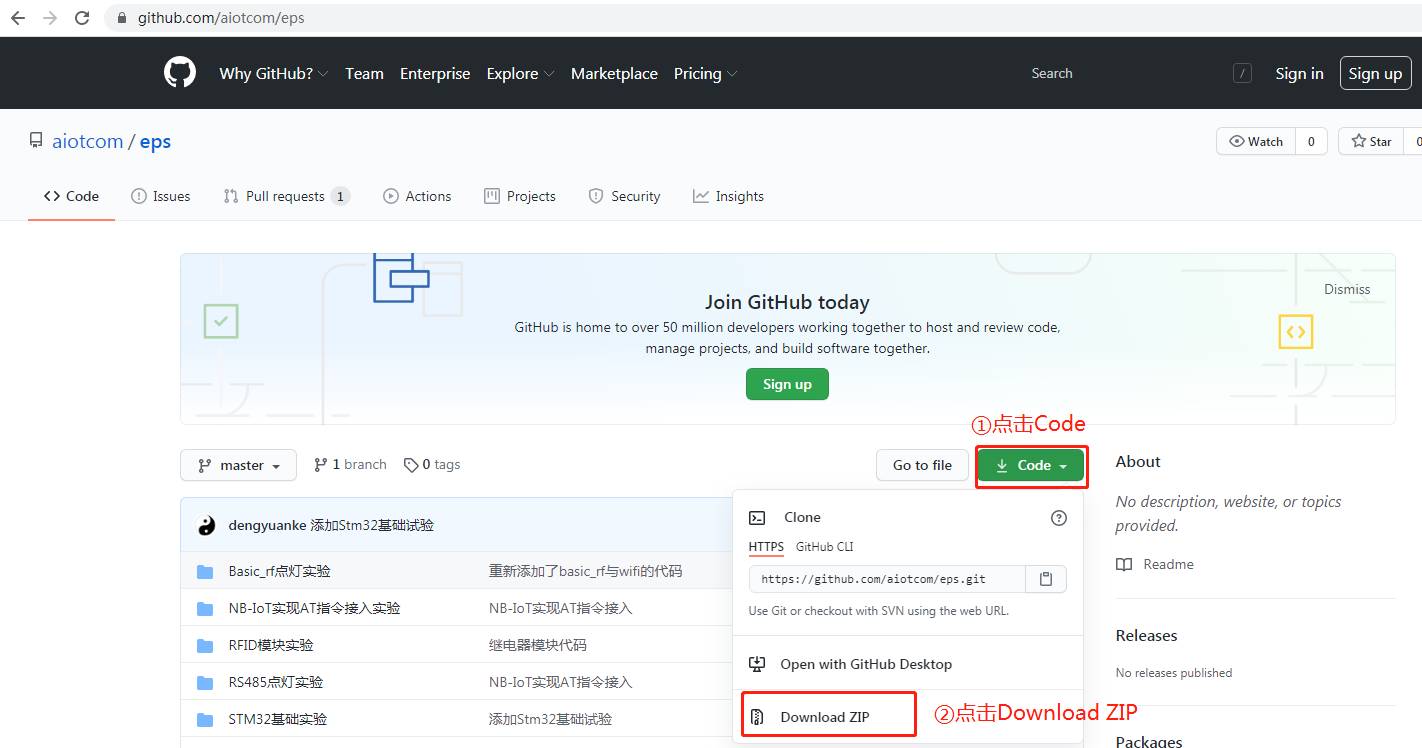 github.com/aiotcom/eps
Why GitHub? Team Enterprise Explore Marketplace Pricing Search / Sign in Sign up
aiotcom / eps Watch 0 Star 0
Code Issues Pull requests 1 Actions Projects Security Insights
Dismiss
Join GitHub today
GitHub is home to over 50 million developers working together to host and review code,
manage projects, and build software together.
Sign up
①点击Code
master 1 branch 0 tags Go to file Code
About
No description, website, or topics
provided.
Readme
Releases
No releases published
Packages
dengyuanke 添加Stm32基础试验
Basic_rf点灯实验 重新添加了basic_rf与wifi的代码
NB-IoT实现AT指令接入实验 NB-IoT实现AT指令接入
RFID模块实验 继电器模块代码
RS485点灯实验 NB-IoT实现AT指令接入
STM32基础实验 添加Stm32基础试验
Clone
HTTPS GitHub CLI
https://github.com/aiotcom/eps.git
Use Git or checkout with SVN using the web URL.
Open with GitHub Desktop
Download ZIP
②点击Download ZIP